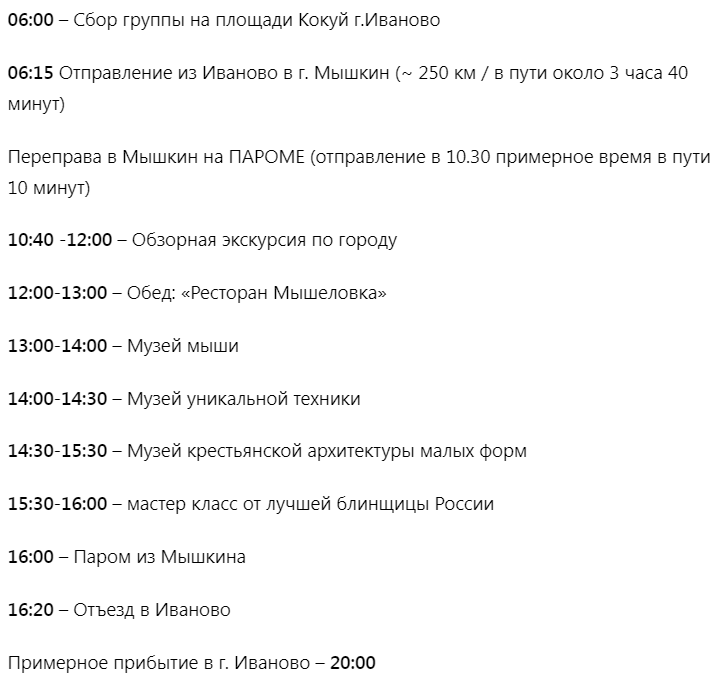 06:00 – Сбор группы на площади Кокуй г.Иваново
06:15 Отправление из Иваново в г. Мышкин (~ 250 км / в пути около 3 часа 40
минут)
Переправа в Мышкин на ПАРОМЕ (отправление в 10.30 примерное время в пути
10 минут)
10:40 -12:00 – Обзорная экскурсия по городу
12:00-13:00 – Обед: «Ресторан Мышеловка»
13:00-14:00 – Музей мыши
14:00-14:30 – Музей уникальной техники
14:30-15:30 – Музей крестьянской архитектуры малых форм
15:30-16:00 – мастер класс от лучшей блинщицы России
16:00 – Паром из Мышкина
16:20 – Отъезд в Иваново
Примерное прибытие в г. Иваново – 20:00